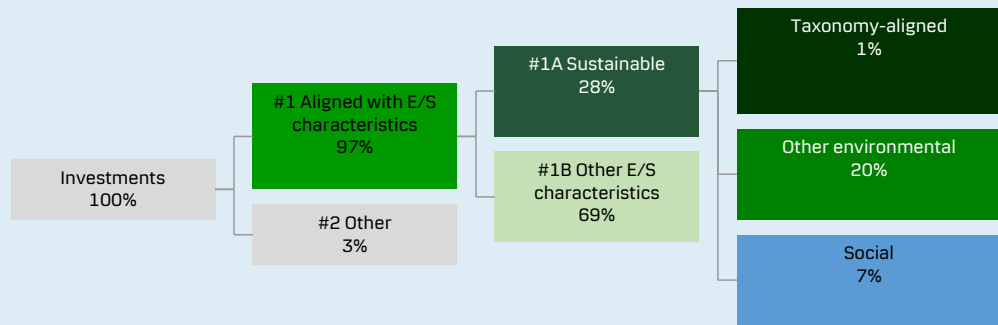 Investments
100%
#1 Aligned with E/S
characteristics
97%
#2 Other
3%
#1A Sustainable
28%
#1B Other E/S
characteristics
69%
Taxonomy-aligned
1%
Other environmental
20%
Social
7%